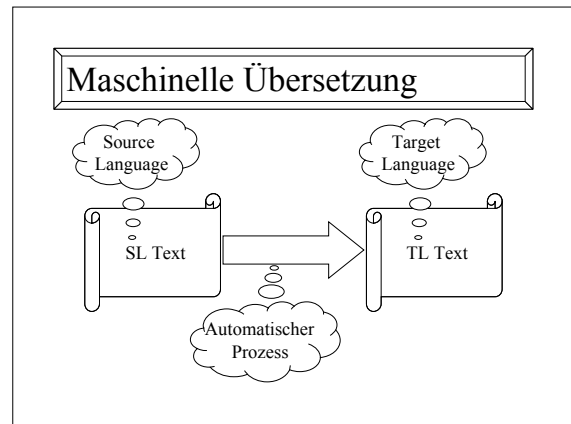 Maschinelle Übersetzung
Source
Language
Target
Language
SL Text
TL Text
Automatischer
Prozess